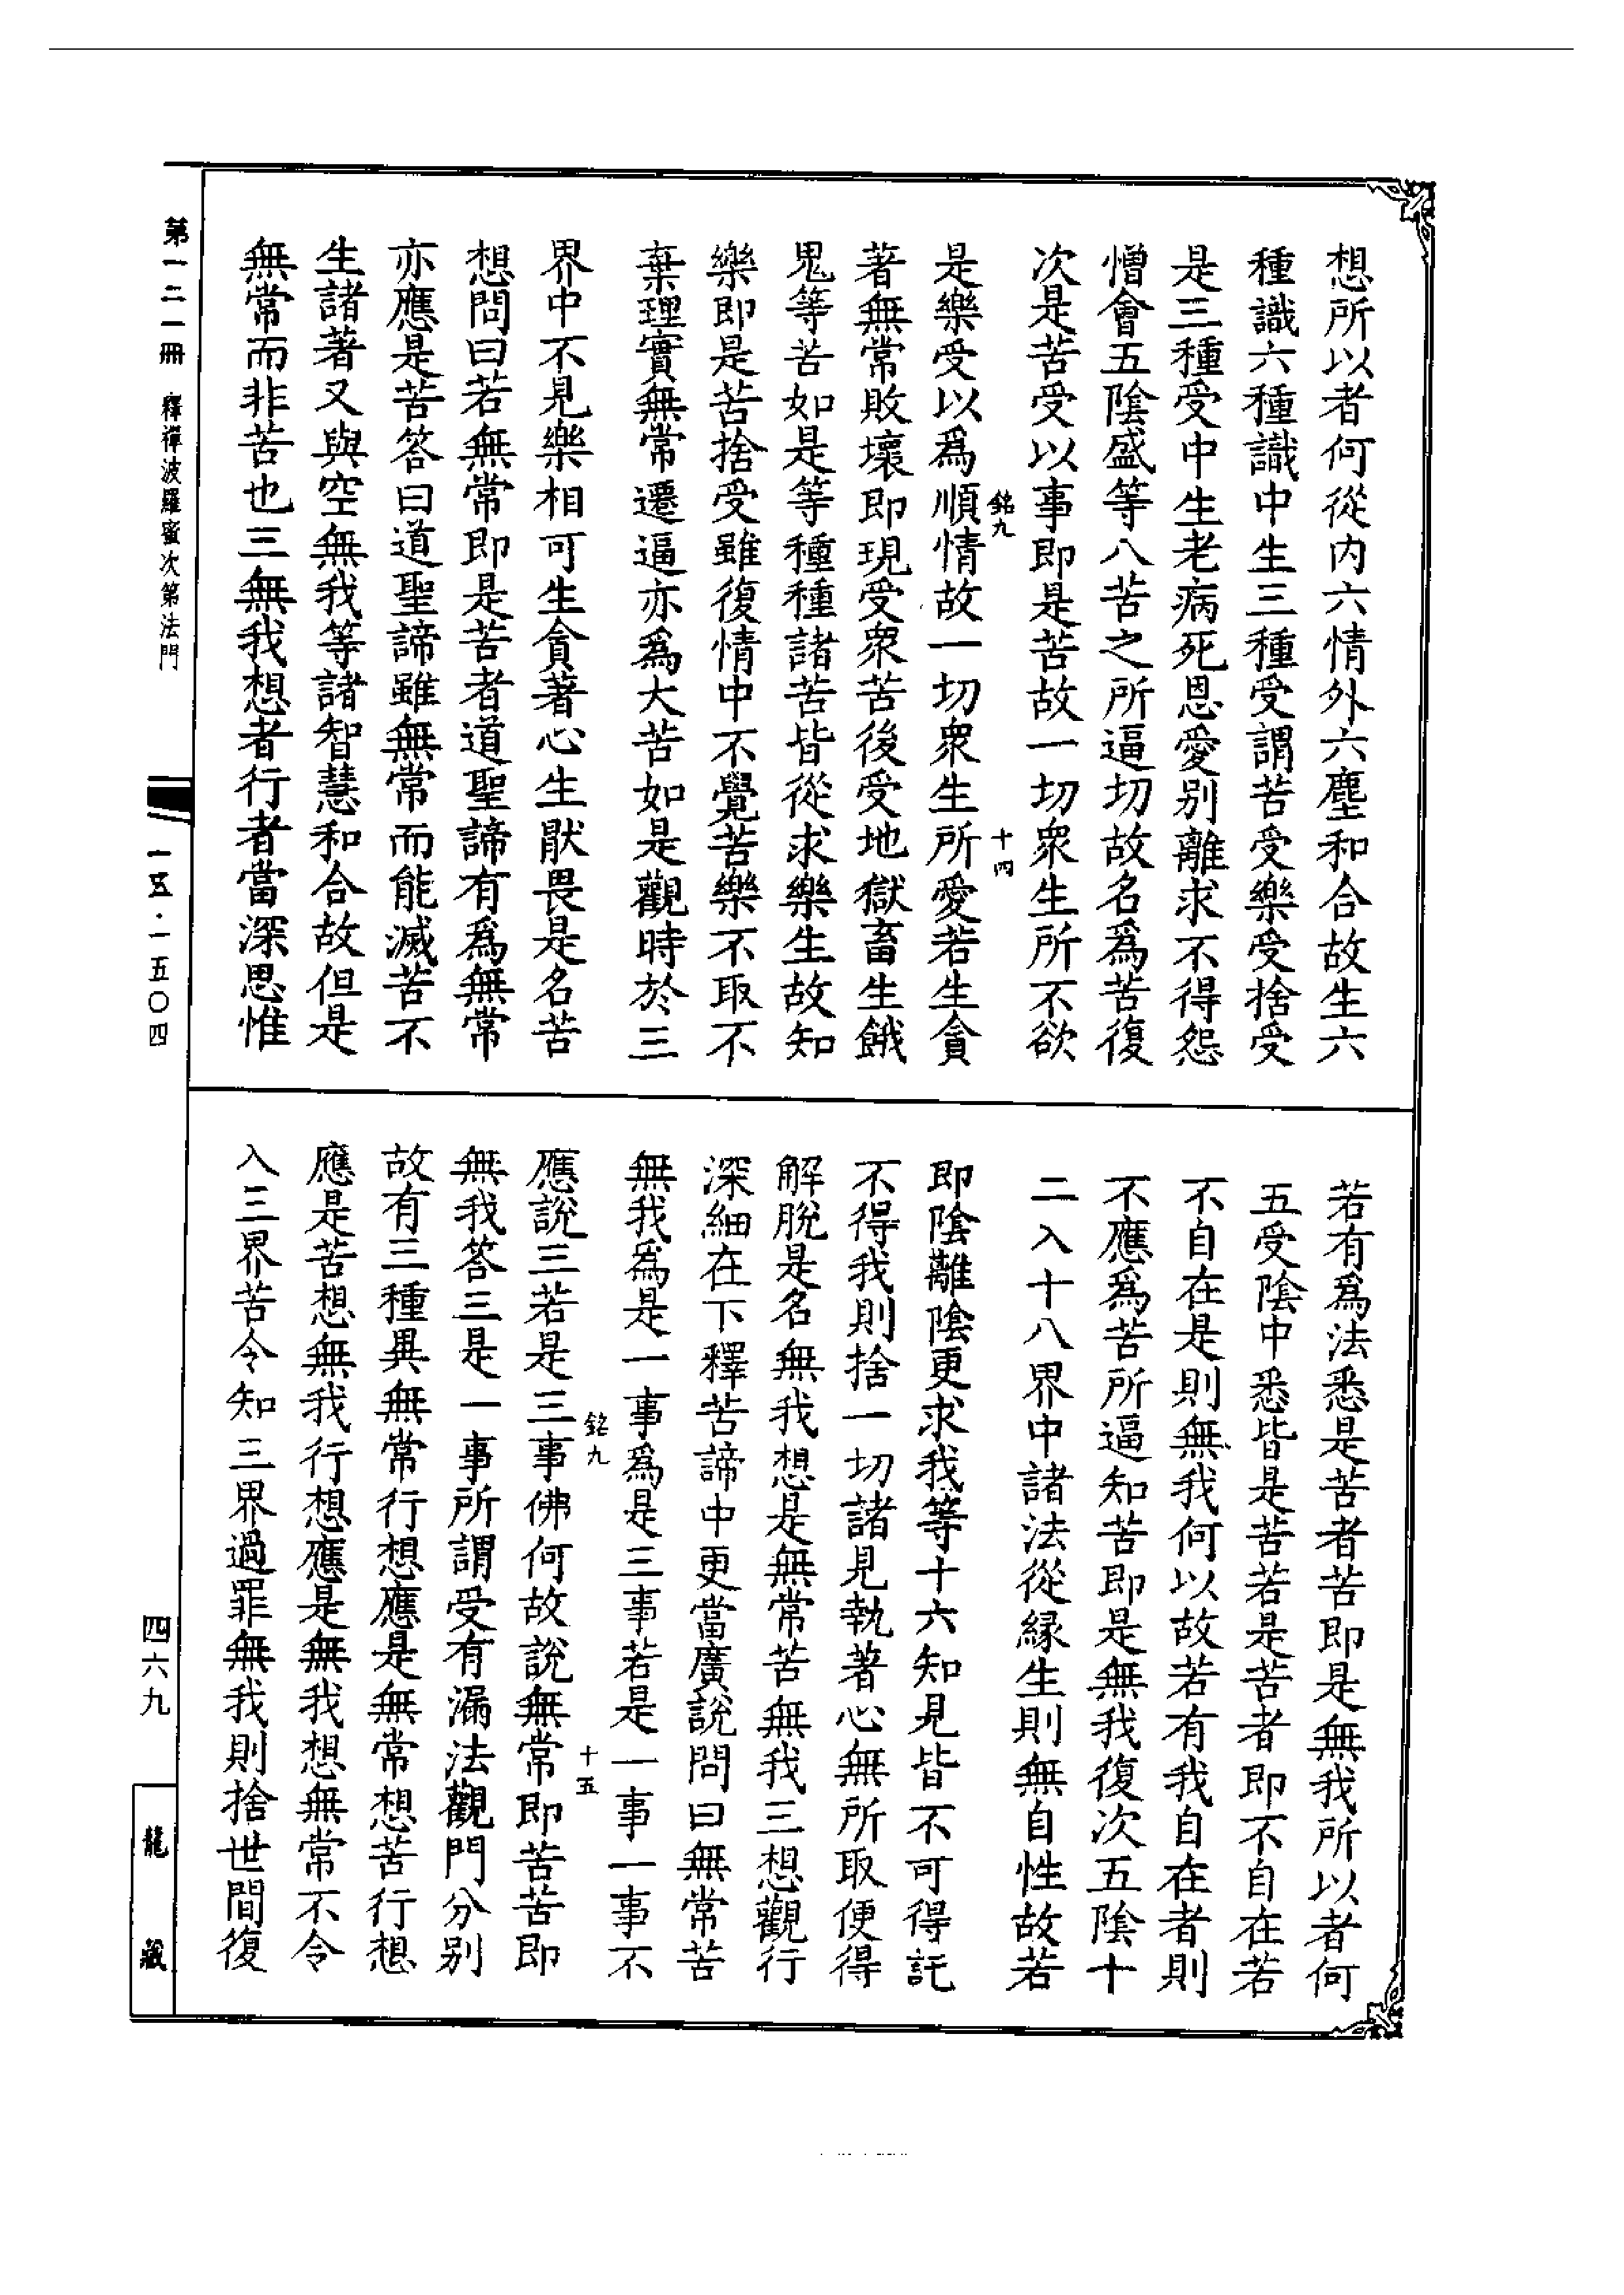 想所以者何從内六情外六塵和合故生六
種識六種識中生三種受謂苦受樂受捨受
是三種受中生老病死恩愛别離求不得怨
憎會五陰盛等八苦之所逼切故名爲苦復
次是苦受以事即是苦故一切衆生所不欲
銘九
十四
是樂受以爲順情故一切衆生所愛若生貪
著無常敗壞即現受衆苦後受地獄畜生餓
鬼等苦如是等種種諸苦皆從求樂生故知
樂即是苦捨受雖復情中不覺苦樂不取不
棄理實無常遷逼亦爲大苦如是觀時於三
界中不見樂相可生貪著心生猒畏是名苦
想問曰若無常即是苦者道聖諦有爲無常
亦應是苦答曰道聖諦雖無常而能滅苦不
生諸著又與空無我等諸智慧和合故但是
無常而非苦也三無我想者行者當深思惟
若有爲法悉是苦者苦即是無我所以者何
五受陰中悉皆是苦若是苦者即不自在若
不自在是則無我何以故若有我自在者則
不應爲苦所逼知苦即是無我復次五陰十
二入十八界中諸法從緣生則無自性故若
即陰離陰更求我等十六知見皆不可得託
不得我則捨一切諸見執著心無所取便得
解脱是名無我想是無常苦無我三想觀行
深細在下釋苦諦中更當廣說問曰無常苦
無我爲是一事爲是三事若是一事一事不
銘九
十五
應說三若是三事佛何故說無常即苦苦即
無我答三是一事所謂受有漏法觀門分别
故有三種異無常行想應是無常想苦行想
應是苦想無我行想應是無我想無常不令
入三界苦令知三界過罪無我則捨世間復
第一二一冊 釋禪波羅蜜次第法門
一五·一五〇四
四六九
龍藏